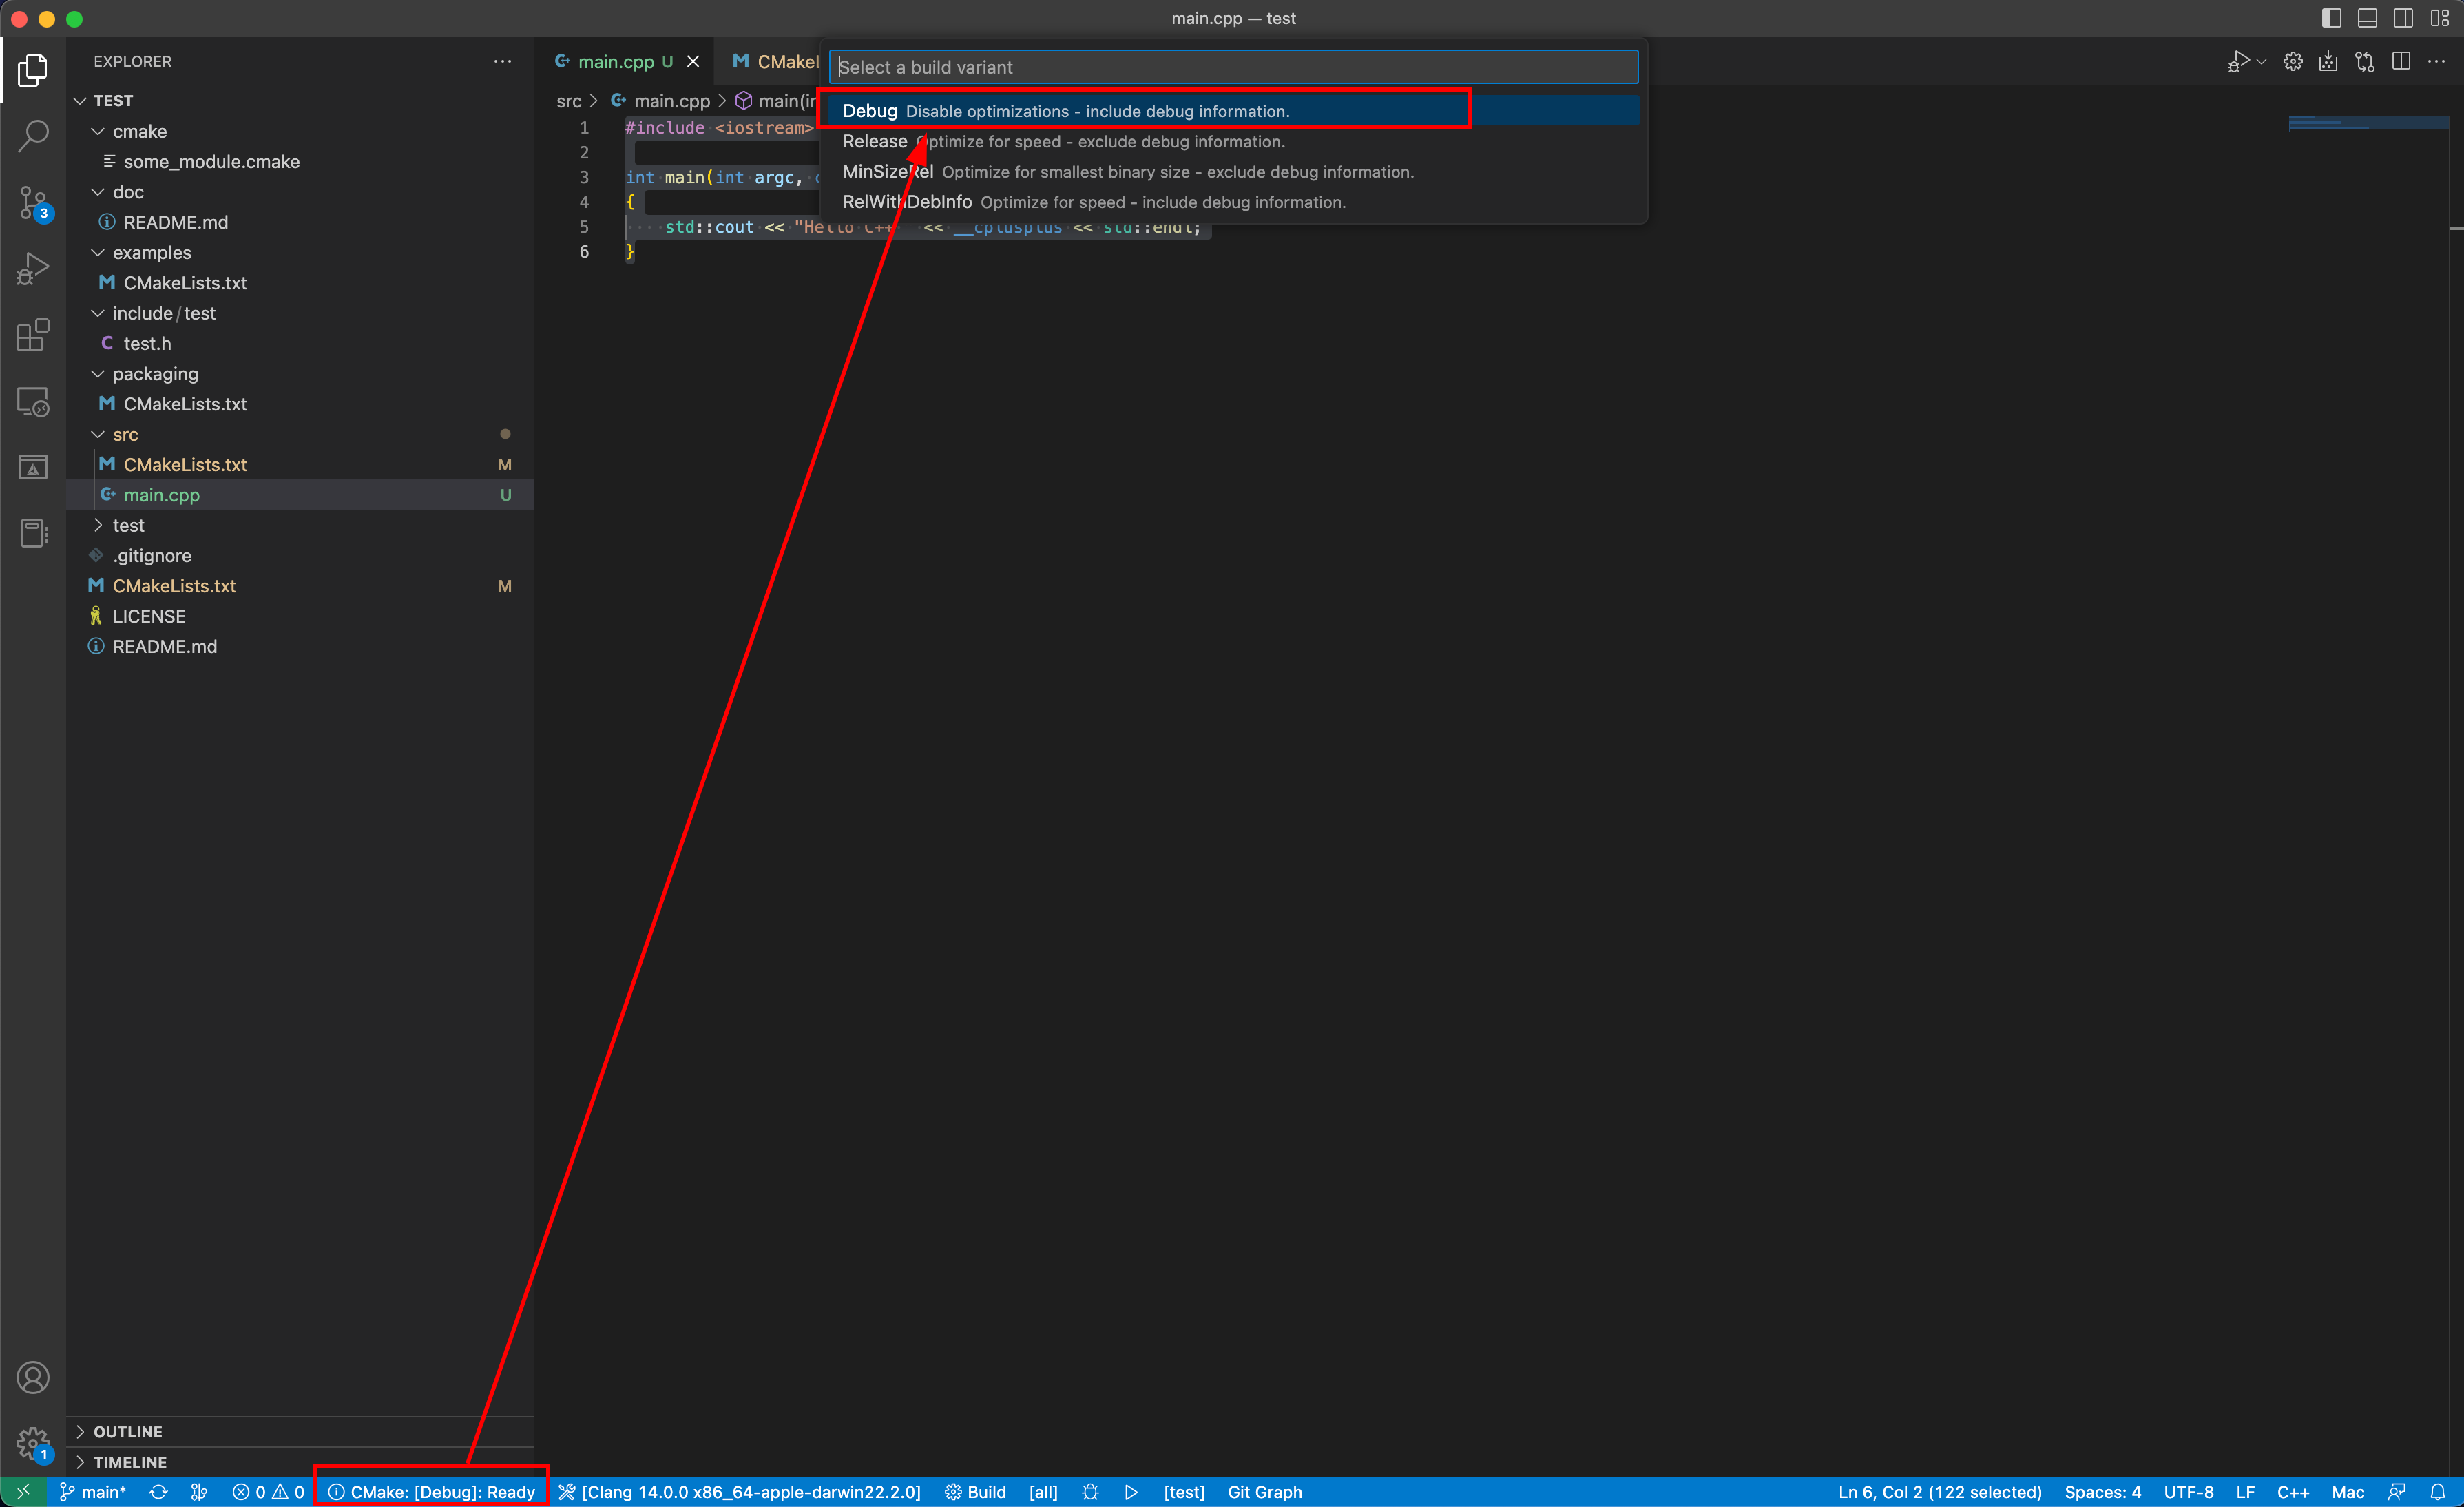 main.cpp — test
EXPLORER
TEST
cmake
some_module.cmake
doc
README.md
examples
CMakeLists.txt
include/test
test.h
packaging
CMakeLists.txt
src
CMakeLists.txt M
main.cpp U
test
.gitignore
CMakeLists.txt M
LICENSE
README.md
OUTLINE
TIMELINE
3
1
main.cpp U
CMakeL
src > main.cpp > main(in
Select a build variant
Debug Disable optimizations - include debug information.
Release Optimize for speed - exclude debug information.
MinSizeRel Optimize for smallest binary size - exclude debug information.
RelWithDebInfo Optimize for speed - include debug information.
1 #include <iostream>
2
3 int main(int argc,
4 {
5 std::cout << "Hello C++ " << __cplusplus << std::endl;
6 }
main* 0 0 CMake: [Debug]: Ready [Clang 14.0.0 x86_64-apple-darwin22.2.0] Build [all] [test] Git Graph Ln 6, Col 2 (122 selected) Spaces: 4 UTF-8 LF C++ Mac